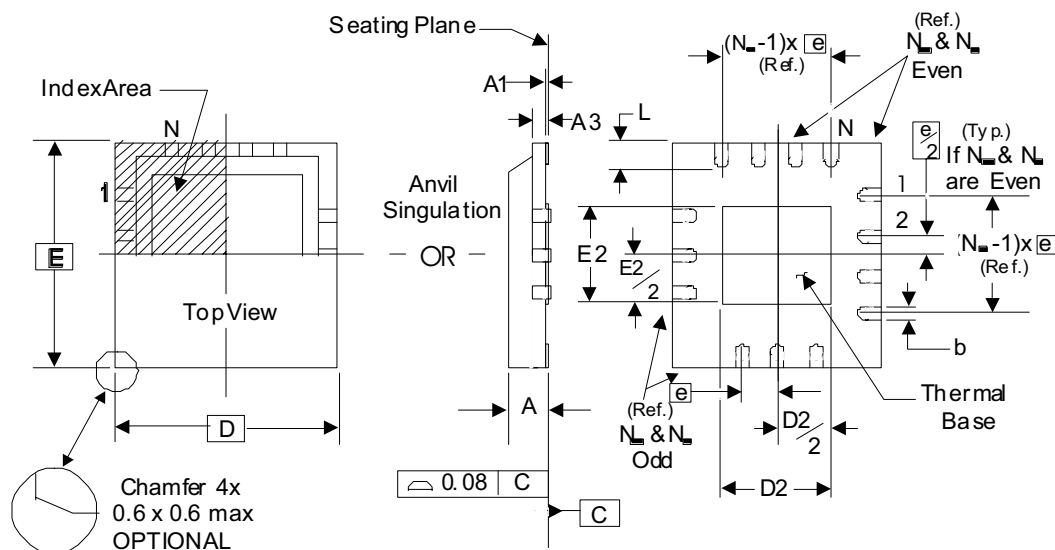 Seating Plane
Index Area
N
1
E
Top View
D
Chamfer 4x
0.6 x 0.6 max
OPTIONAL
A1
A3
L
Anvil
Singulation
OR
A
0.08 C
C
E2
E2
/2
(Ref.)
N & N
Odd
e
D2
/2
D2
(N -1)x e
(Ref.)
(Ref.)
N & N
Even
N
e
/2
(Typ.)
If N & N
are Even
1
2
(N -1)x e
(Ref.)
b
Thermal
Base